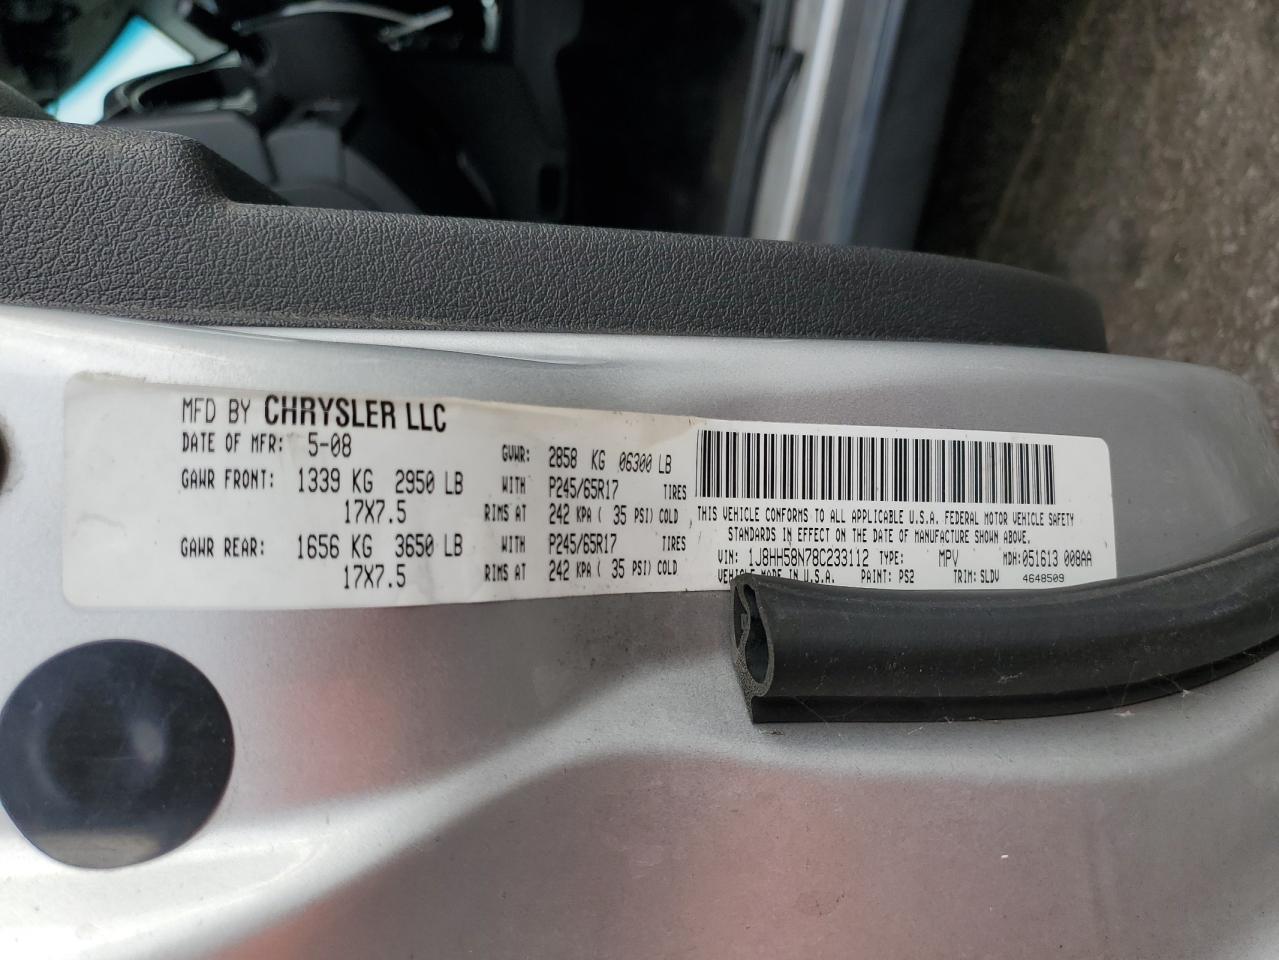 MFD BY CHRYSLER LLC
DATE OF MFR: 5-08 GVWR: 2858 KG 06300 LB
GAWR FRONT: 1339 KG 2950 LB WITH P245/65R17 TIRES
17X7.5 RIMS AT 242 KPA ( 35 PSI) COLD
GAWR REAR: 1656 KG 3650 LB WITH P245/65R17 TIRES
17X7.5 RIMS AT 242 KPA ( 35 PSI) COLD
THIS VEHICLE CONFORMS TO ALL APPLICABLE U.S.A. FEDERAL MOTOR VEHICLE SAFETY
STANDARDS IN EFFECT ON THE DATE OF MANUFACTURE SHOWN ABOVE.
VIN: 1J8HH58N78C233112 TYPE: MPV MDH: 051613 008AA
VEHICLE MADE IN U.S.A. PAINT: PS2 TRIM: SLDV 4648509